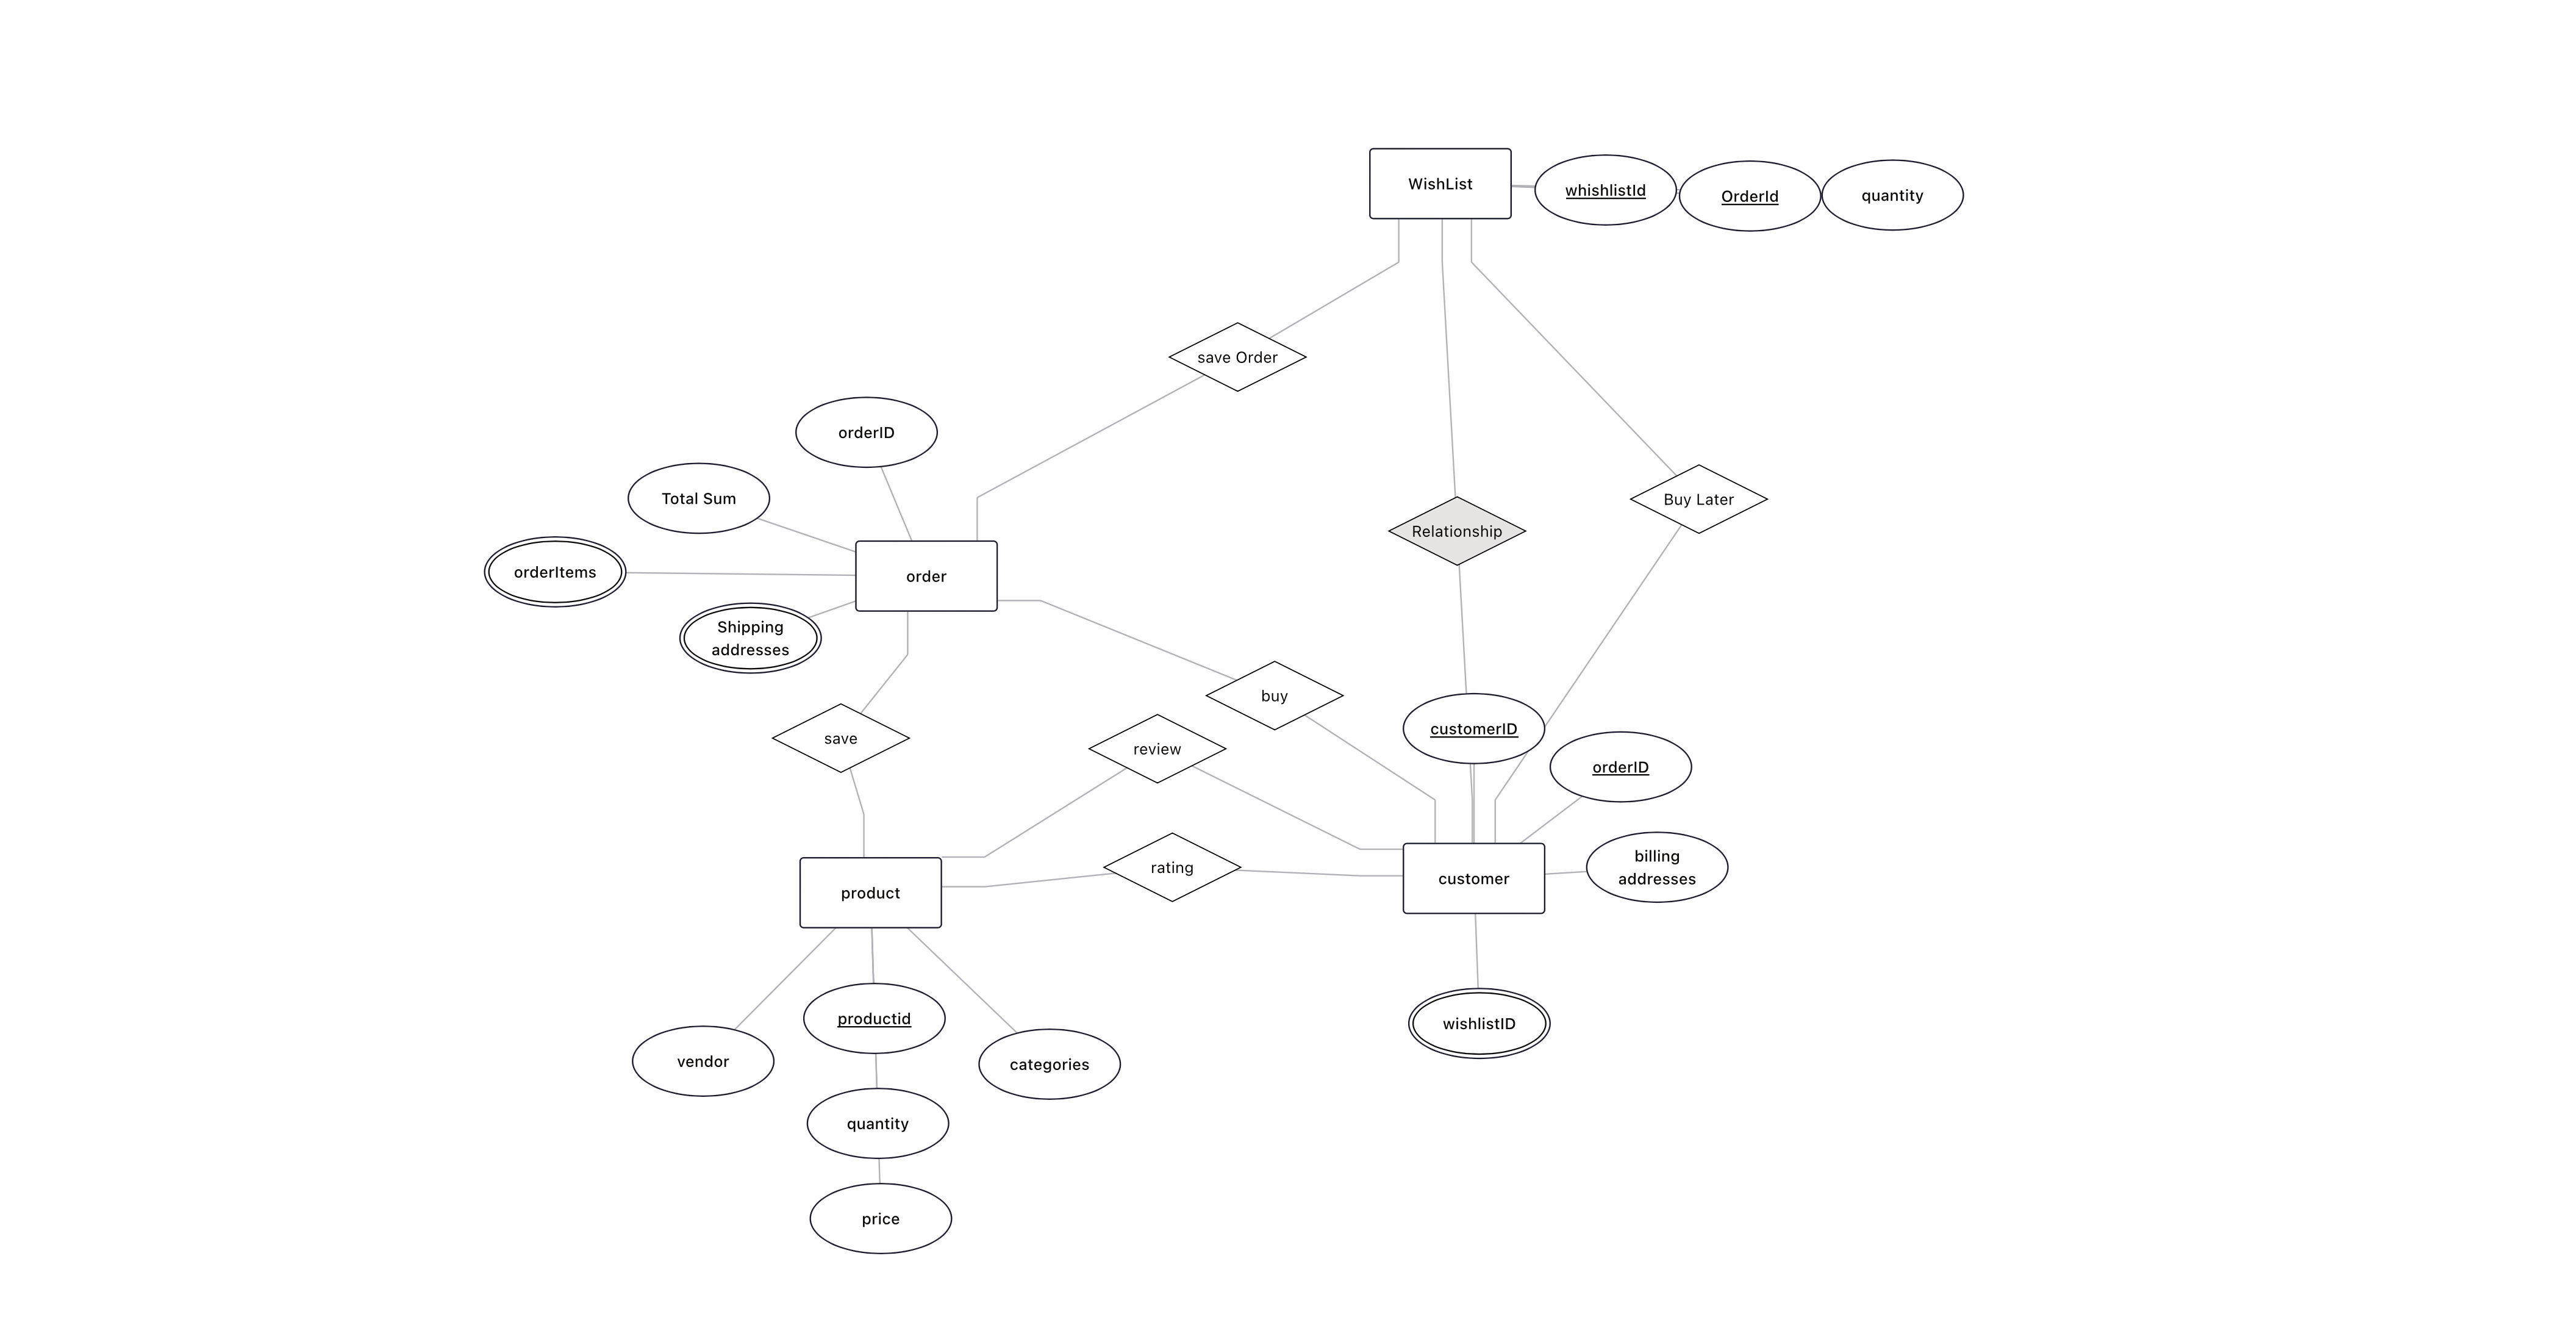 WishList
whishlistId
OrderId
quantity
save Order
orderID
Total Sum
Buy Later
Relationship
orderItems
order
Shipping
addresses
buy
customerID
save
review
orderID
billing
addresses
rating
customer
product
productid
wishlistID
vendor
categories
quantity
price